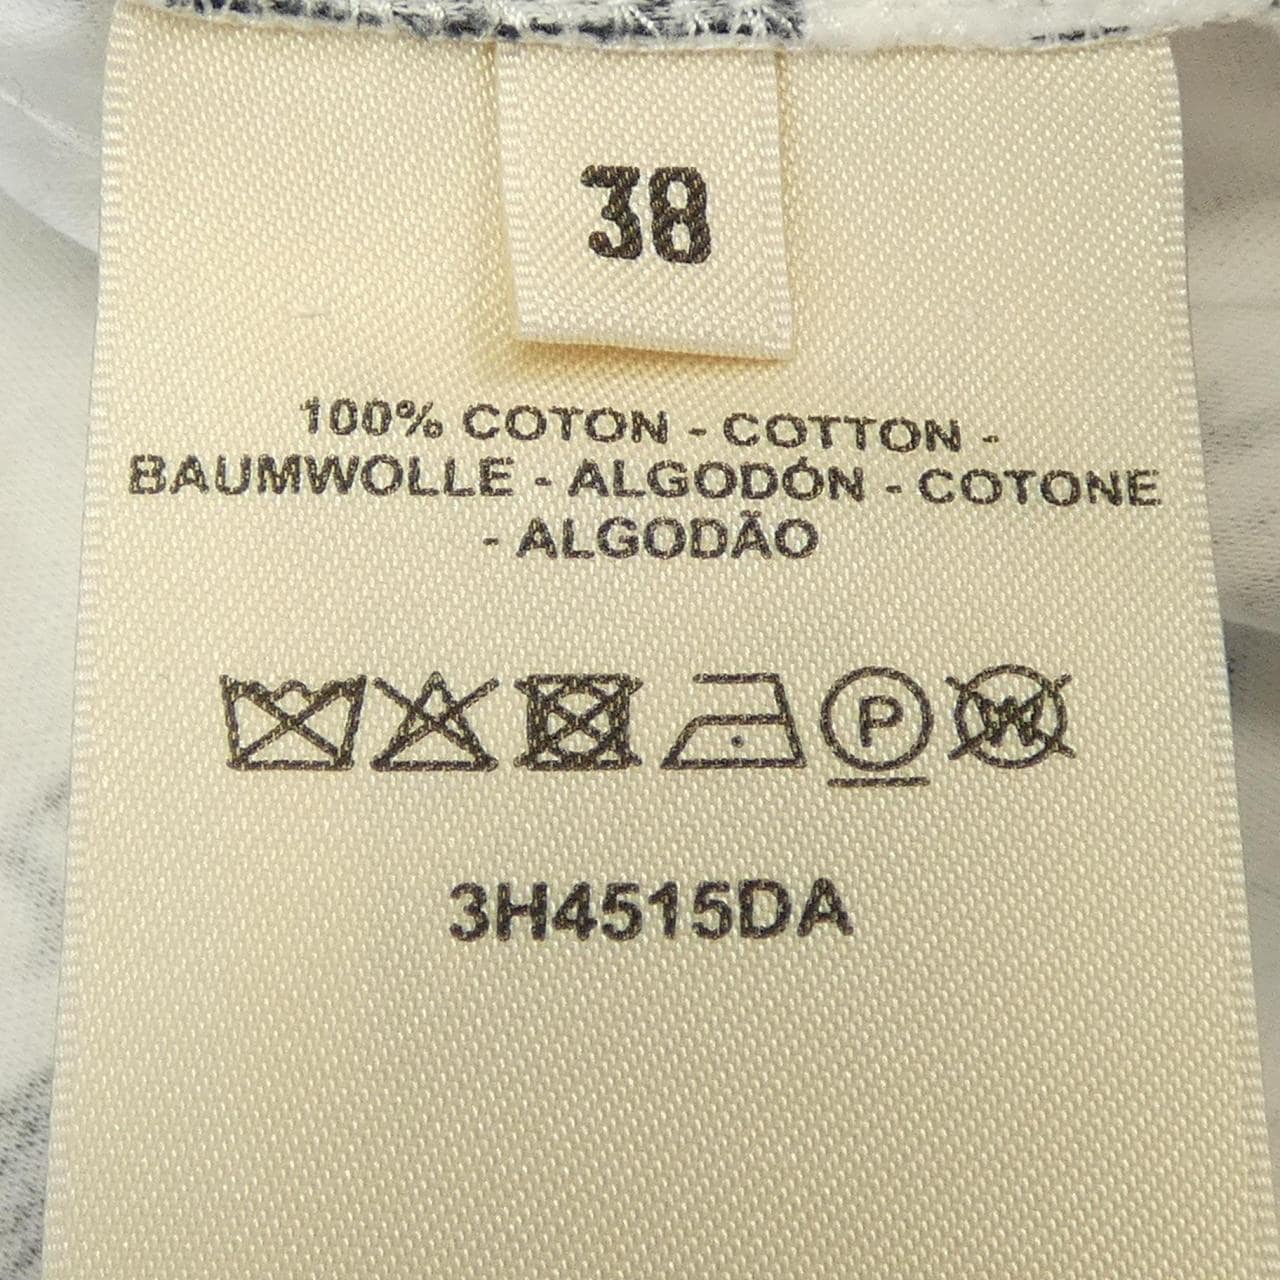 38
100% COTON - COTTON -
BAUMWOLLE - ALGODÓN - COTONE
- ALGODÃO
P W
3H4515DA